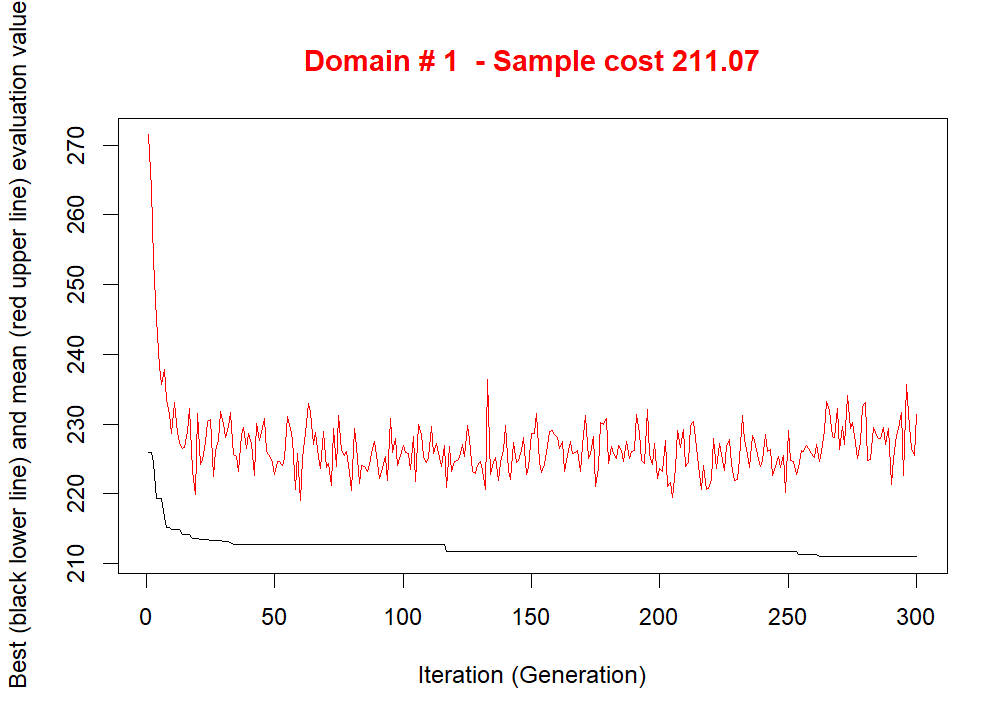 Domain # 1  - Sample cost 211.07
Best (black lower line) and mean (red upper line) evaluation value
270
260
250
240
230
220
210
0 50 100 150 200 250 300
Iteration (Generation)